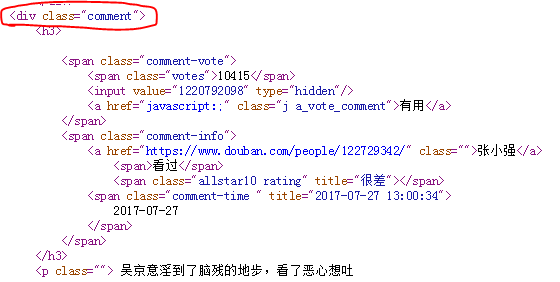 <div class="comment">
<h3>
<span class="comment-vote">
<span class="votes">10415</span>
<input value="1220792098" type="hidden"/>
<a href="javascript:;" class="j a_vote_comment">有用</a>
</span>
<span class="comment-info">
<a href="https://www.douban.com/people/122729342/" class="">张小强</a>
<span>看过</span>
<span class="allstar10 rating" title="很差"></span>
<span class="comment-time " title="2017-07-27 13:00:34">
2017-07-27
</span>
</span>
</h3>
<p class=""> 吴京意淫到了脑残的地步，看了恶心想吐